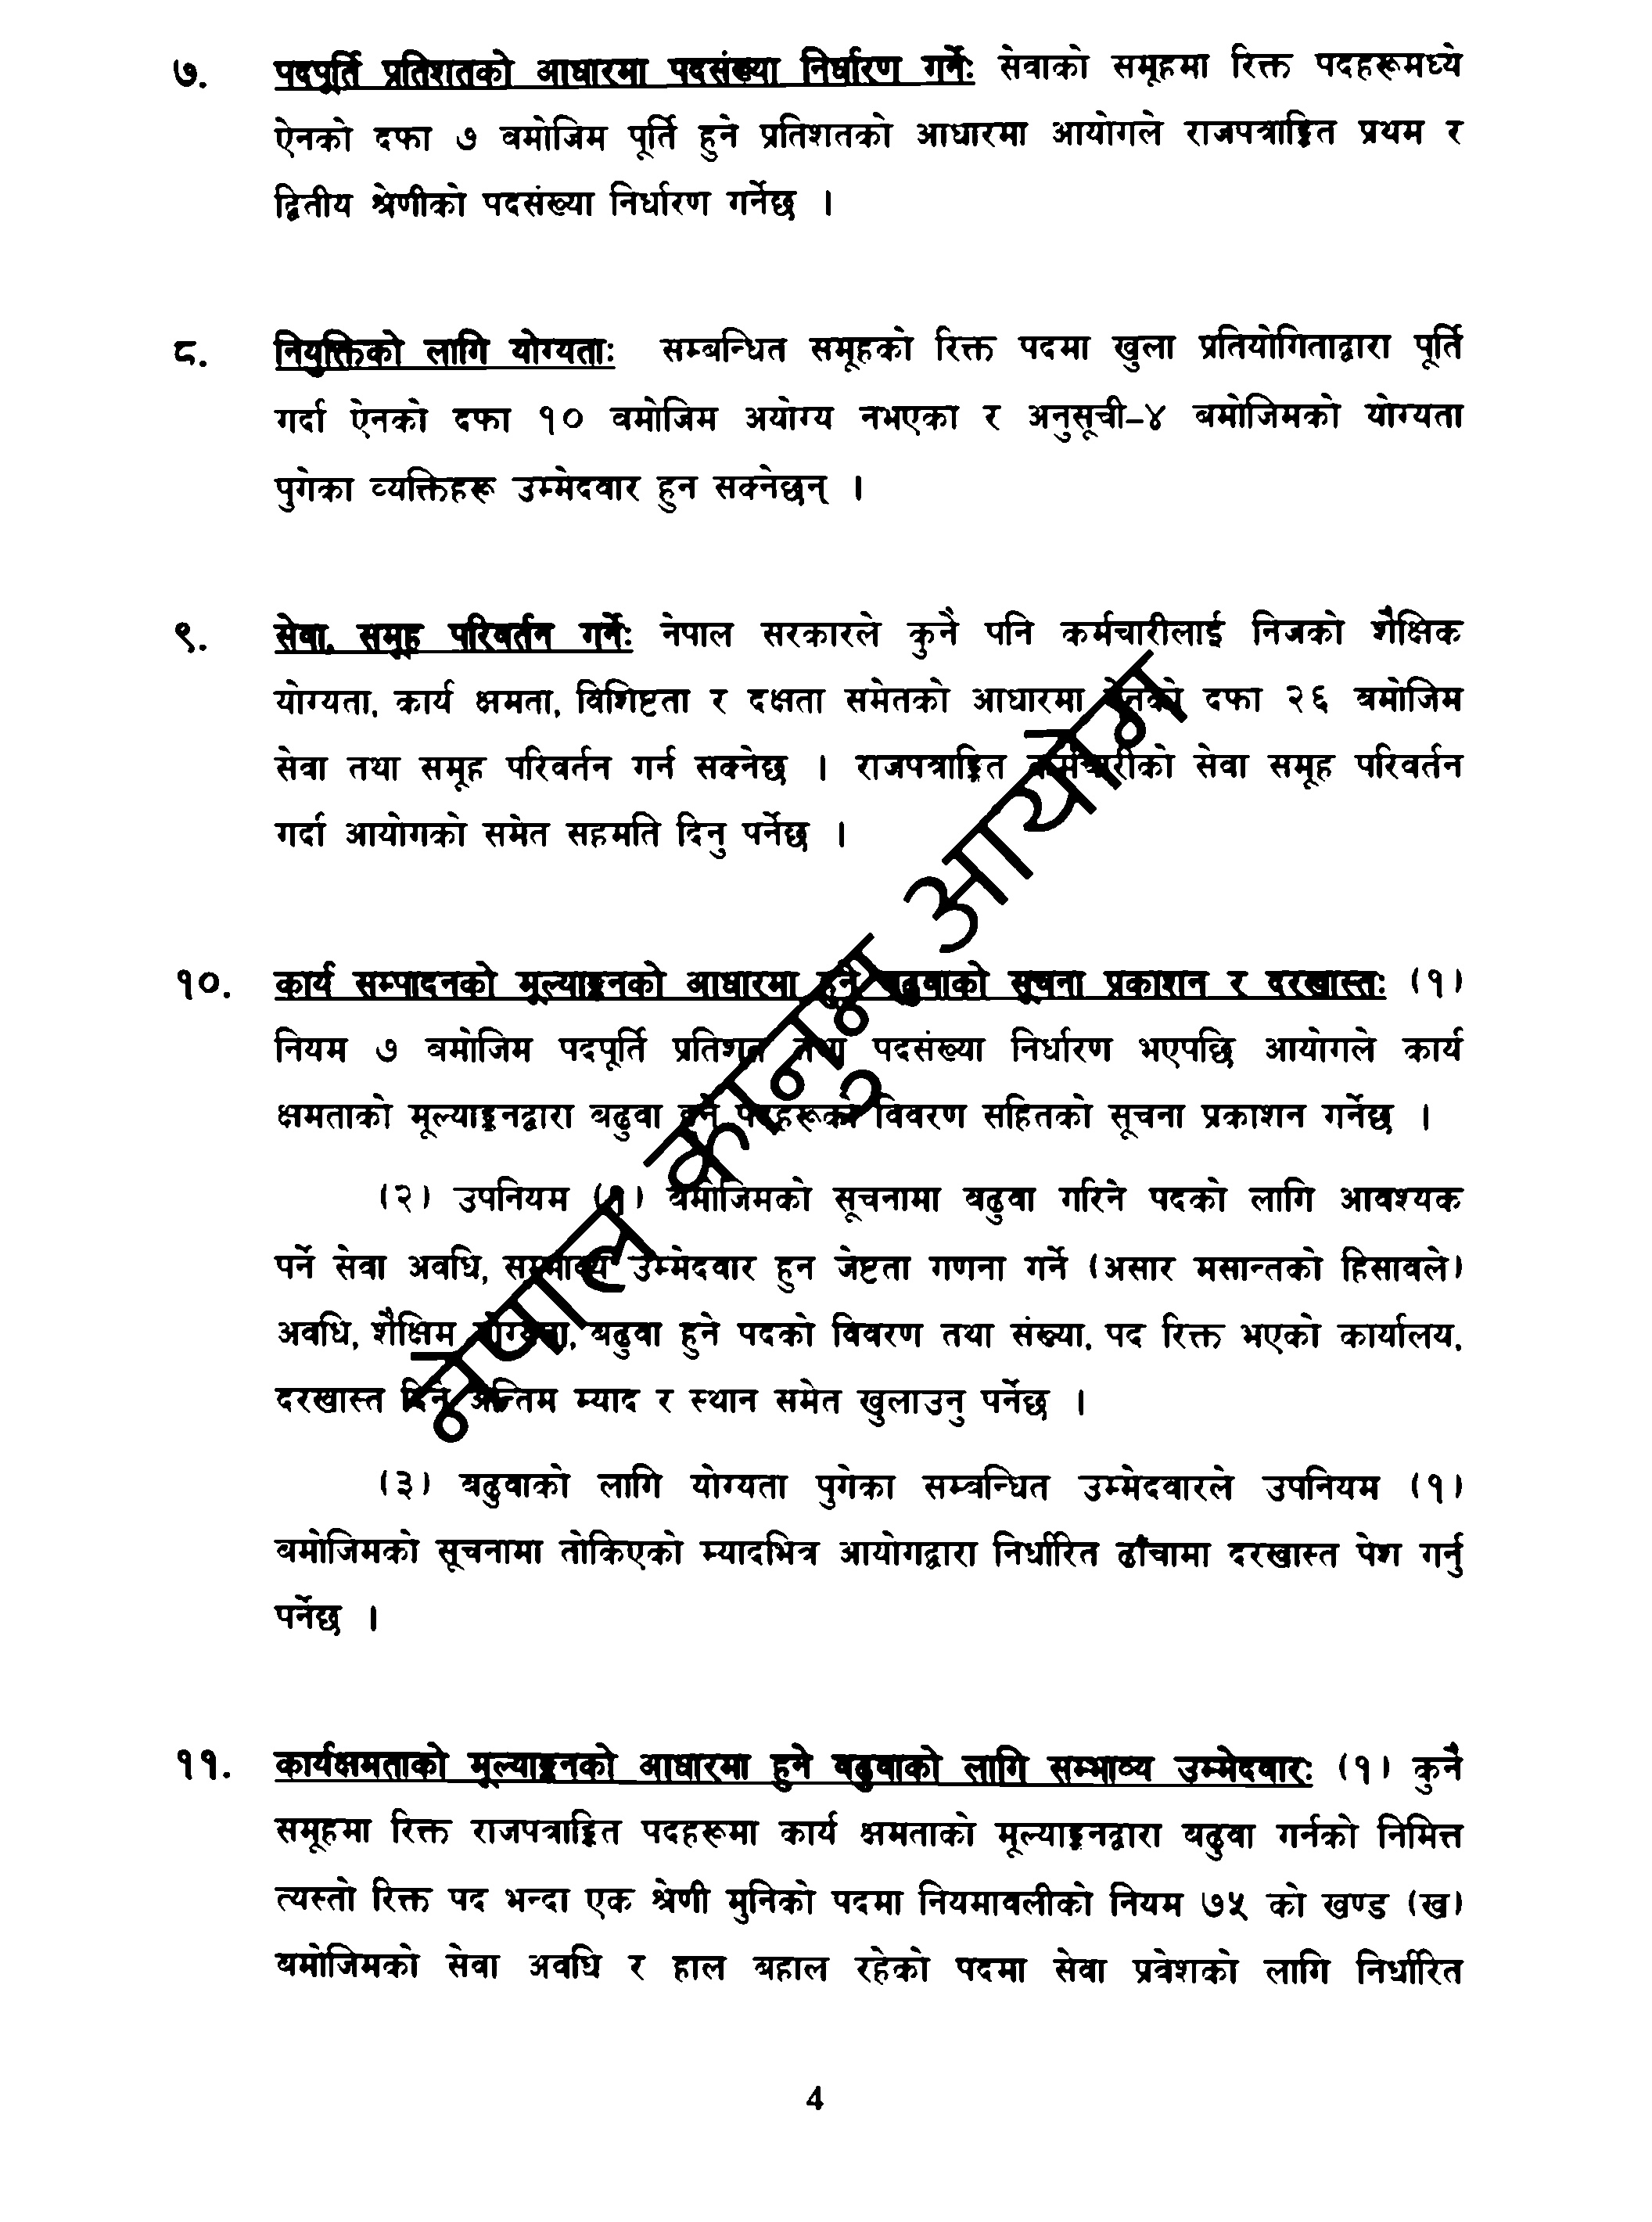 ७. पदपूर्ति प्रतिशतको आधारमा पदसंख्या निर्धारण गर्नेः सेवाको समूहमा रिक्त पदहरूमध्ये
ऐनको दफा ७ बमोजिम पूर्ति हुने प्रतिशतको आधारमा आयोगले राजपत्राङ्कित प्रथम र
द्वितीय श्रेणीको पदसंख्या निर्धारण गर्नेछ ।
८. नियुक्तिको लागि योग्यताः सम्बन्धित समूहको रिक्त पदमा खुला प्रतियोगिताद्वारा पूर्ति
गर्दा ऐनको दफा १० बमोजिम अयोग्य नभएका र अनुसूची–४ बमोजिमको योग्यता
पुगेका व्यक्तिहरू उम्मेदवार हुन सक्नेछन् ।
९. सेवा, समूह परिवर्तन गर्नेः नेपाल सरकारले कुनै पनि कर्मचारीलाई निजको शैक्षिक
योग्यता, कार्य क्षमता, विशिष्टता र दक्षता समेतको आधारमा ऐनको दफा २६ बमोजिम
सेवा तथा समूह परिवर्तन गर्न सक्नेछ । राजपत्राङ्कित कर्मचारीको सेवा समूह परिवर्तन
गर्दा आयोगको समेत सहमति दिनु पर्नेछ ।
१०. कार्य सम्पादनको मूल्याङ्कनको आधारमा हुने बढुवाको सूचना प्रकाशन र दरखास्तः (१)
नियम ७ बमोजिम पदपूर्ति प्रतिशत तथा पदसंख्या निर्धारण भएपछि आयोगले कार्य
क्षमताको मूल्याङ्कनद्वारा बढुवा हुने पदहरूको विवरण सहितको सूचना प्रकाशन गर्नेछ ।
(२) उपनियम (१) बमोजिमको सूचनामा बढुवा गरिने पदको लागि आवश्यक
पर्ने सेवा अवधि, सम्भाव्य उम्मेदवार हुन जेष्टता गणना गर्ने (असार मसान्तको हिसावले)
अवधि, शैक्षिम योग्यता, बढुवा हुने पदको विवरण तथा संख्या, पद रिक्त भएको कार्यालय,
दरखास्त दिने अन्तिम म्याद र स्थान समेत खुलाउनु पर्नेछ ।
(३) बढुवाको लागि योग्यता पुगेका सम्बन्धित उम्मेदवारले उपनियम (१)
बमोजिमको सूचनामा तोकिएको म्यादभित्र आयोगद्वारा निर्धारित ढाँचामा दरखास्त पेश गर्नु
पर्नेछ ।
११. कार्यक्षमताको मूल्याङ्कनको आधारमा हुने बढुवाको लागि सम्भाव्य उम्मेदवारः (१) कुनै
समूहमा रिक्त राजपत्राङ्कित पदहरूमा कार्य क्षमताको मूल्याङ्कनद्वारा बढुवा गर्नको निमित्त
त्यस्तो रिक्त पद भन्दा एक श्रेणी मुनिको पदमा नियमावलीको नियम ७५ को खण्ड (ख)
बमोजिमको सेवा अवधि र हाल बहाल रहेको पदमा सेवा प्रवेशको लागि निर्धारित
नेपाल कानुन आयोग
4